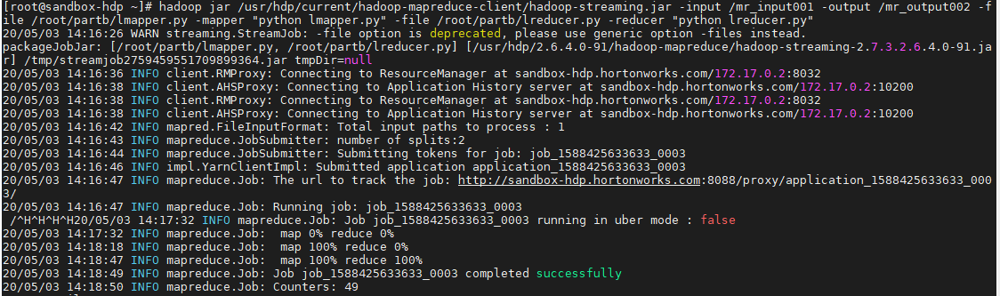 [root@sandbox-hdp ~]# hadoop jar /usr/hdp/current/hadoop-mapreduce-client/hadoop-streaming.jar -input /mr_input001 -output /mr_output002 -f
ile /root/partb/lmapper.py -mapper "python lmapper.py" -file /root/partb/lreducer.py -reducer "python lreducer.py"
20/05/03 14:16:26 WARN streaming.StreamJob: -file option is deprecated, please use generic option -files instead.
packageJobJar: [/root/partb/lmapper.py, /root/partb/lreducer.py] [/usr/hdp/2.6.4.0-91/hadoop-mapreduce/hadoop-streaming-2.7.3.2.6.4.0-91.ja
r] /tmp/streamjob2759459551709899364.jar tmpDir=null
20/05/03 14:16:36 INFO client.RMProxy: Connecting to ResourceManager at sandbox-hdp.hortonworks.com/172.17.0.2:8032
20/05/03 14:16:38 INFO client.AHSProxy: Connecting to Application History server at sandbox-hdp.hortonworks.com/172.17.0.2:10200
20/05/03 14:16:38 INFO client.RMProxy: Connecting to ResourceManager at sandbox-hdp.hortonworks.com/172.17.0.2:8032
20/05/03 14:16:38 INFO client.AHSProxy: Connecting to Application History server at sandbox-hdp.hortonworks.com/172.17.0.2:10200
20/05/03 14:16:42 INFO mapred.FileInputFormat: Total input paths to process : 1
20/05/03 14:16:43 INFO mapreduce.JobSubmitter: number of splits:2
20/05/03 14:16:44 INFO mapreduce.JobSubmitter: Submitting tokens for job: job_1588425633633_0003
20/05/03 14:16:46 INFO impl.YarnClientImpl: Submitted application application_1588425633633_0003
20/05/03 14:16:47 INFO mapreduce.Job: The url to track the job: http://sandbox-hdp.hortonworks.com:8088/proxy/application_1588425633633_000
3/
20/05/03 14:16:47 INFO mapreduce.Job: Running job: job_1588425633633_0003
 /^H^H^H^H20/05/03 14:17:32 INFO mapreduce.Job: Job job_1588425633633_0003 running in uber mode : false
20/05/03 14:17:32 INFO mapreduce.Job:  map 0% reduce 0%
20/05/03 14:18:18 INFO mapreduce.Job:  map 100% reduce 0%
20/05/03 14:18:47 INFO mapreduce.Job:  map 100% reduce 100%
20/05/03 14:18:49 INFO mapreduce.Job: Job job_1588425633633_0003 completed successfully
20/05/03 14:18:50 INFO mapreduce.Job: Counters: 49